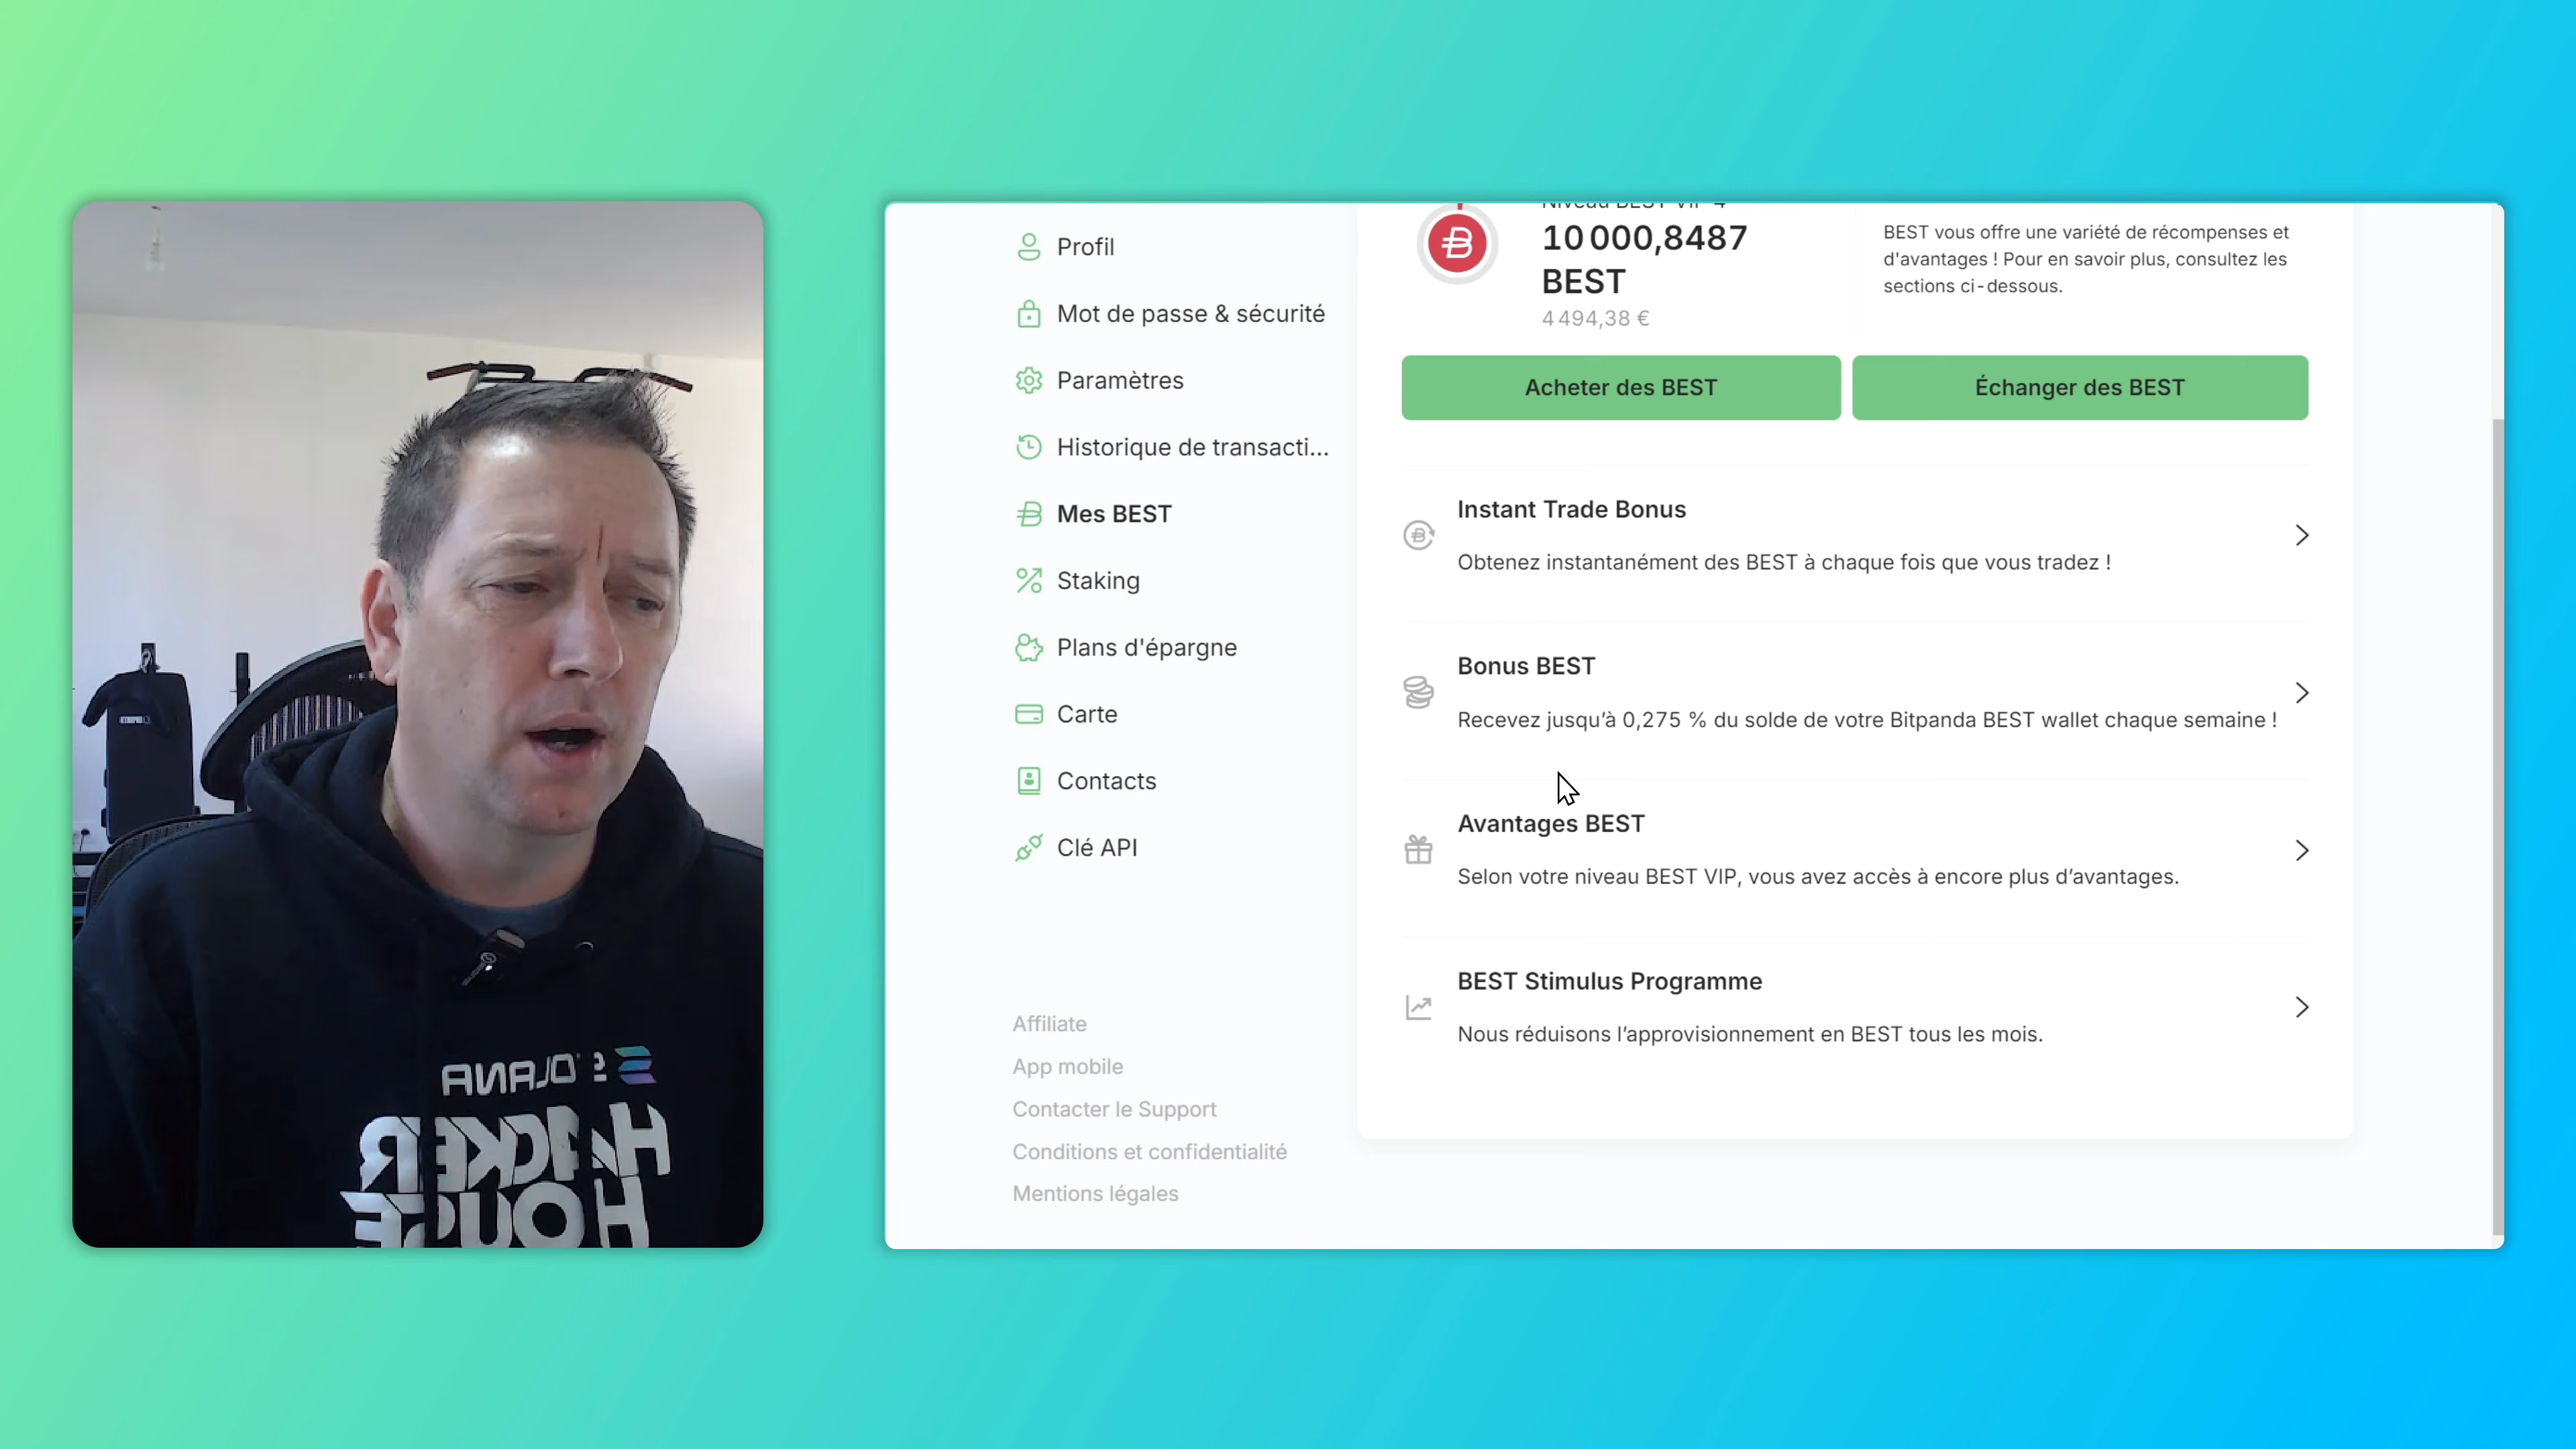 SOLANA
HACKER
HOUSE
Profil
Mot de passe & sécurité
Paramètres
Historique de transacti...
Mes BEST
Staking
Plans d'épargne
Carte
Contacts
Clé API
Affiliate
App mobile
Contacter le Support
Conditions et confidentialité
Mentions légales
Niveau BEST VIP 4
10 000,8487
BEST
4 494,38 €
BEST vous offre une variété de récompenses et
d'avantages ! Pour en savoir plus, consultez les
sections ci-dessous.
Acheter des BEST
Échanger des BEST
Instant Trade Bonus
Obtenez instantanément des BEST à chaque fois que vous tradez !
Bonus BEST
Recevez jusqu’à 0,275 % du solde de votre Bitpanda BEST wallet chaque semaine !
Avantages BEST
Selon votre niveau BEST VIP, vous avez accès à encore plus d’avantages.
BEST Stimulus Programme
Nous réduisons l’approvisionnement en BEST tous les mois.